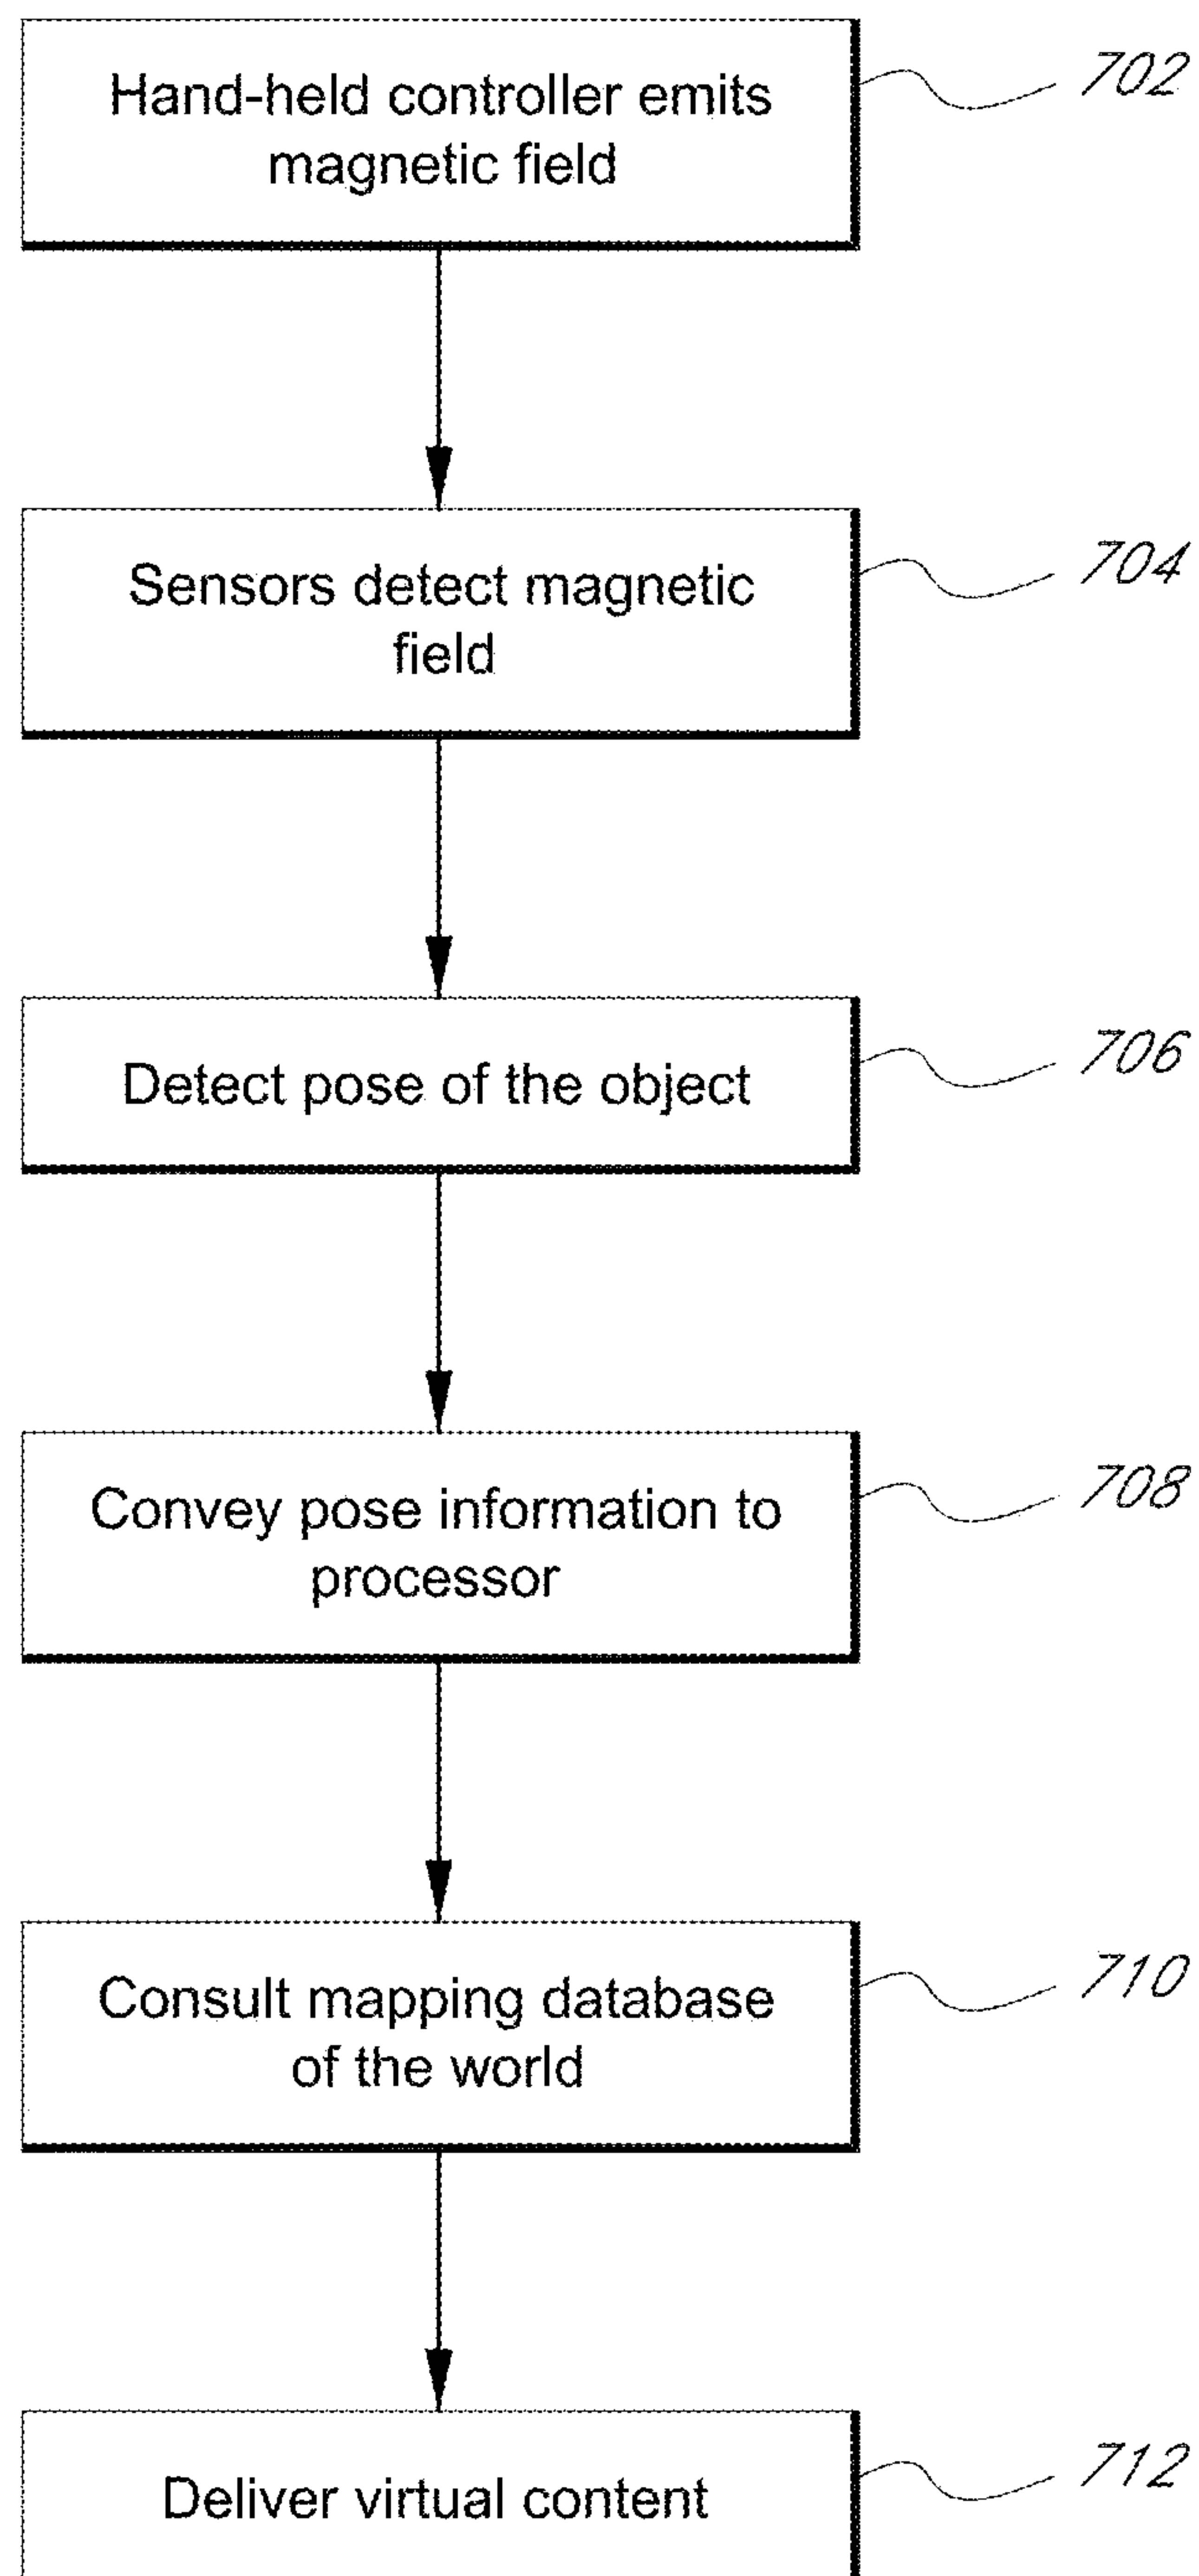 Hand-held controller emits
magnetic field
702
Sensors detect magnetic
field
704
Detect pose of the object
706
Convey pose information to
processor
708
Consult mapping database
of the world
710
Deliver virtual content
712